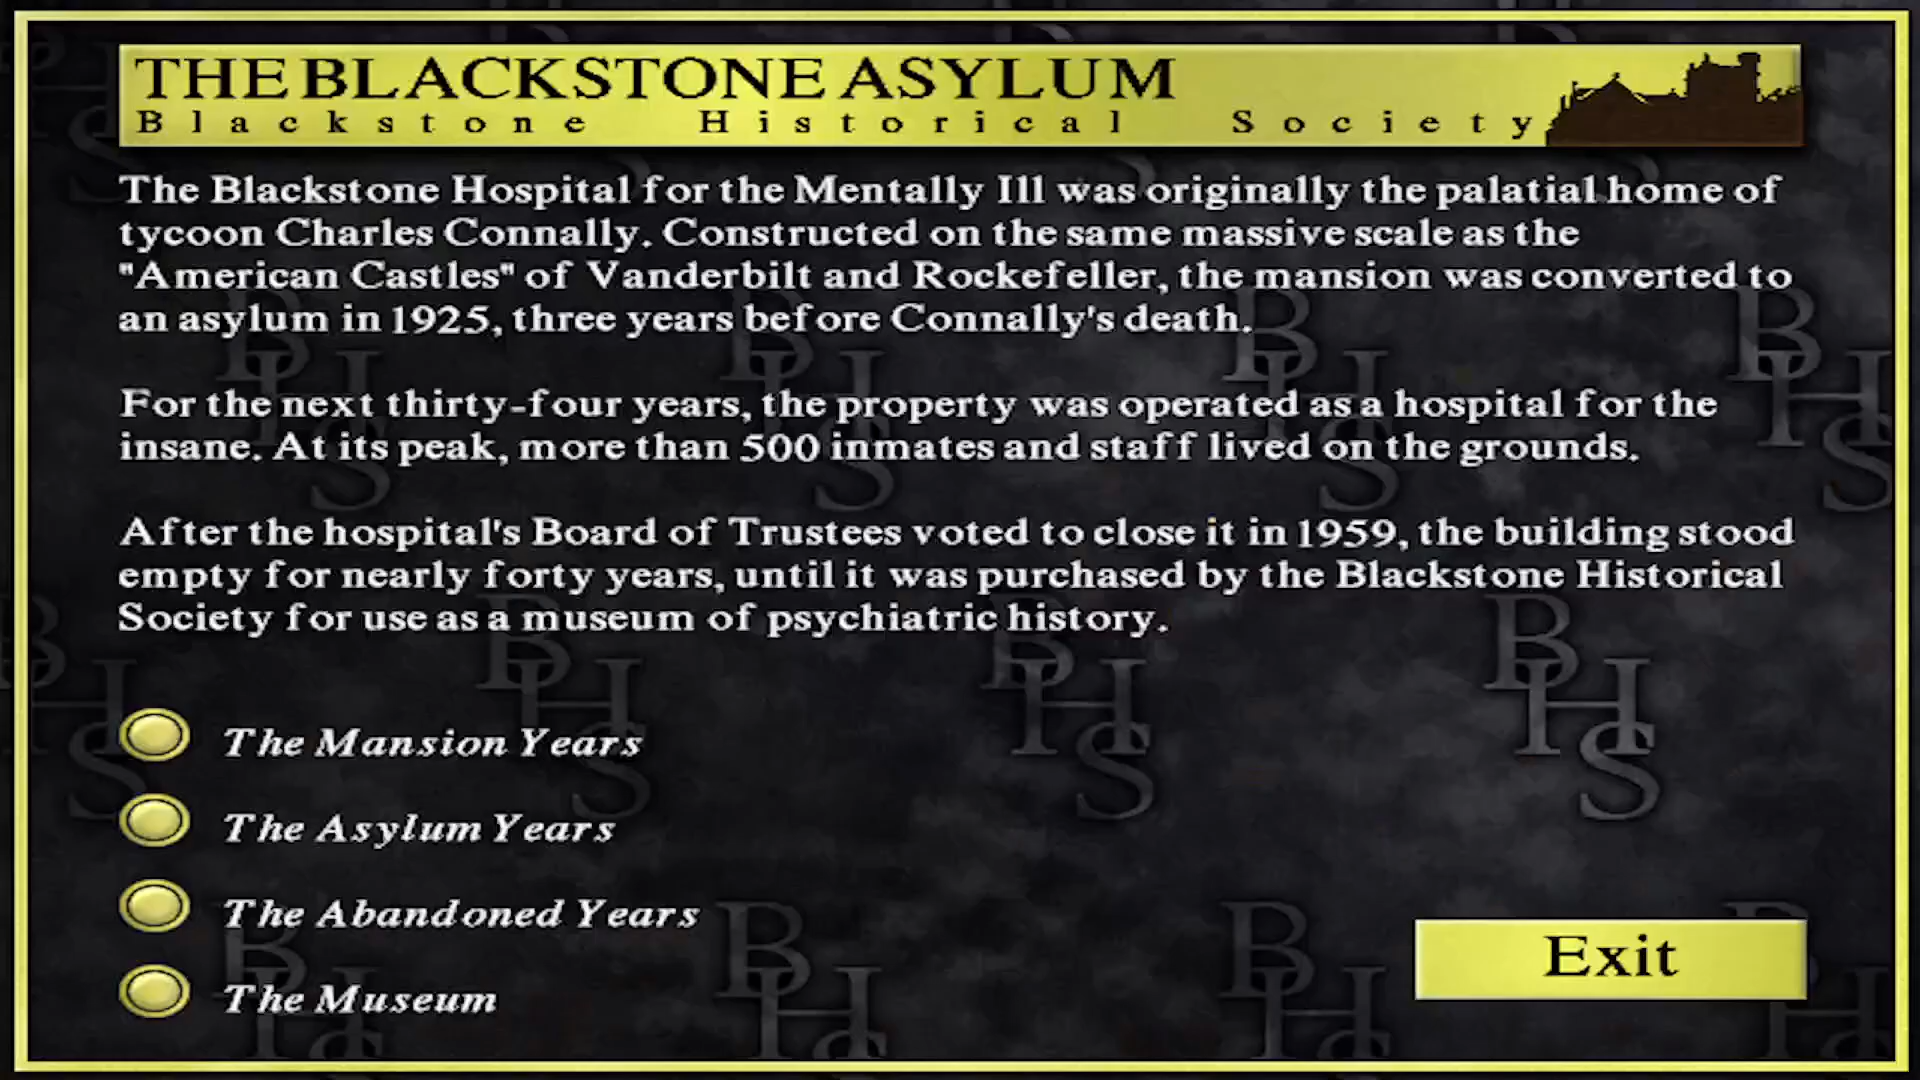 THE BLACKSTONE ASYLUM
Blackstone Historical Society
The Blackstone Hospital for the Mentally Ill was originally the palatial home of
tycoon Charles Connally. Constructed on the same massive scale as the
"American Castles" of Vanderbilt and Rockefeller, the mansion was converted to
an asylum in 1925, three years before Connally's death.
For the next thirty-four years, the property was operated as a hospital for the
insane. At its peak, more than 500 inmates and staff lived on the grounds.
After the hospital's Board of Trustees voted to close it in 1959, the building stood
empty for nearly forty years, until it was purchased by the Blackstone Historical
Society for use as a museum of psychiatric history.
The Mansion Years
The Asylum Years
The Abandoned Years
The Museum
Exit